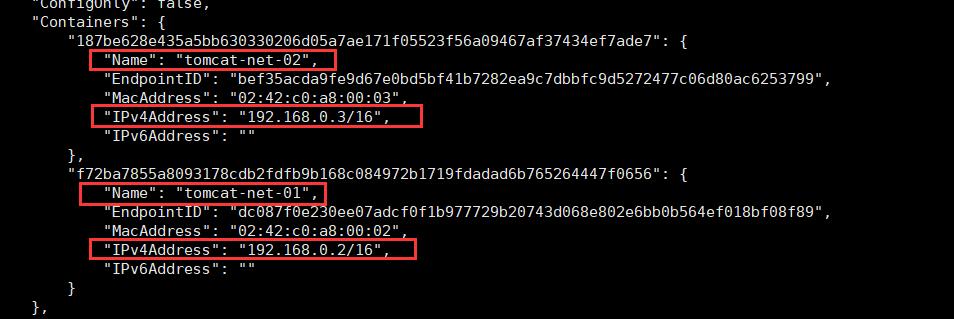 "ConfigOnly": false,
"Containers": {
"187be628e435a5bb630330206d05a7ae171f05523f56a09467af37434ef7ade7": {
"Name": "tomcat-net-02",
"EndpointID": "bef35acda9fe9d67e0bd5bf41b7282ea9c7dbbfc9d5272477c06d80ac6253799",
"MacAddress": "02:42:c0:a8:00:03",
"IPv4Address": "192.168.0.3/16",
"IPv6Address": ""
},
"f72ba7855a8093178cdb2fdfb9b168c084972b1719fdadad6b765264447f0656": {
"Name": "tomcat-net-01",
"EndpointID": "dc087f0e230ee07adcf0f1b977729b20743d068e802e6bb0b564ef018bf08f89",
"MacAddress": "02:42:c0:a8:00:02",
"IPv4Address": "192.168.0.2/16",
"IPv6Address": ""
}
},